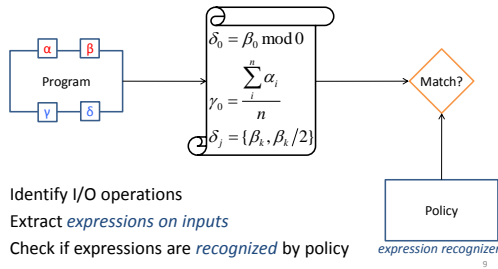 α β
Program
γ δ
δ₀ = β₀ mod 0
γ₀ = ∑ᵢⁿ αᵢ / n
δⱼ = {βₖ, βₖ/2}
Match?
Policy
expression recognizer
Identify I/O operations
Extract expressions on inputs
Check if expressions are recognized by policy
9